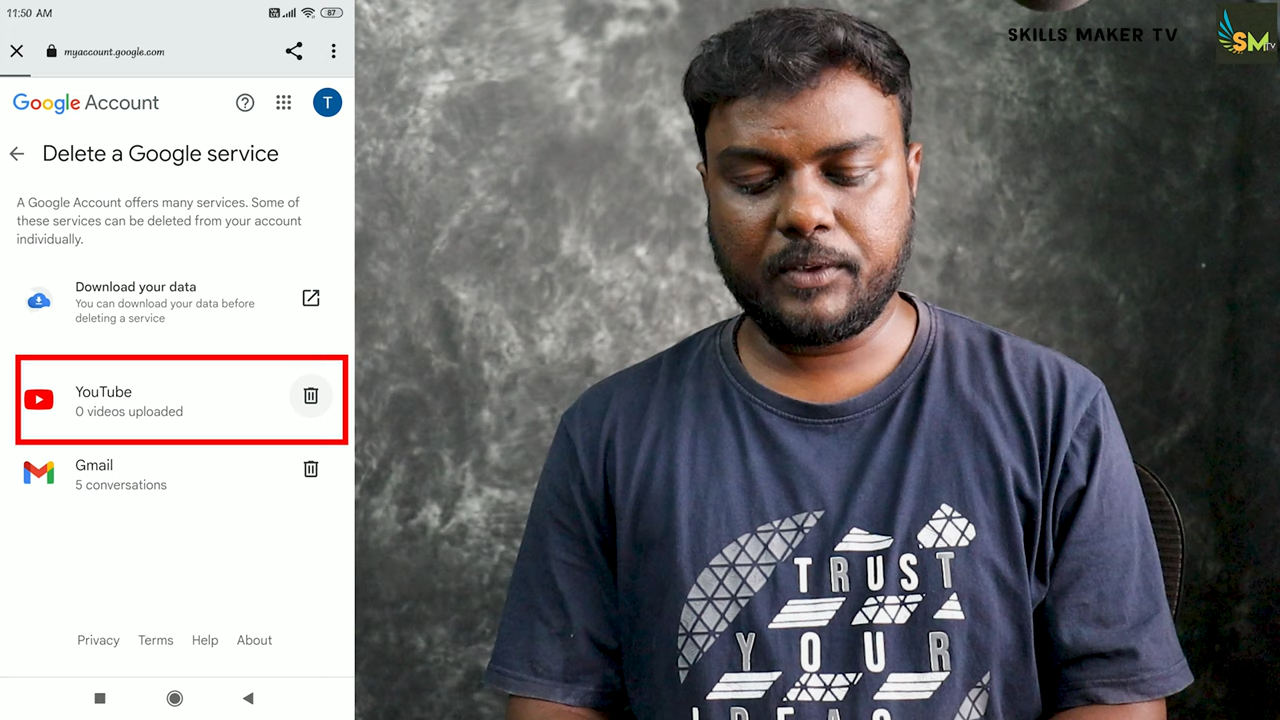 11:50 AM
87
myaccount.google.com
Google Account
T
Delete a Google service
A Google Account offers many services. Some of
these services can be deleted from your account
individually.
Download your data
You can download your data before
deleting a service
YouTube
0 videos uploaded
Gmail
5 conversations
Privacy Terms Help About
SKILLS MAKER TV
SM TV
TRUST
YOUR